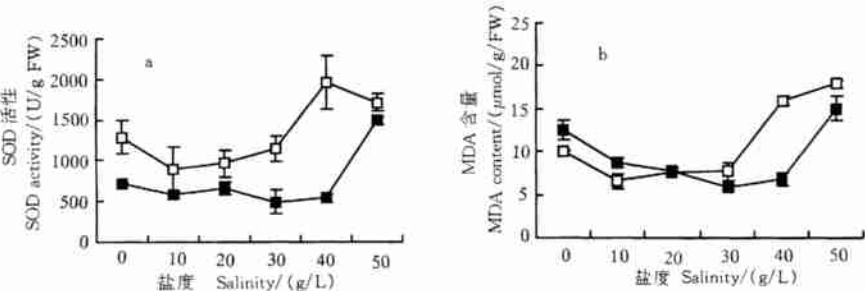 a
SOD 活性
SOD activity/(U/g FW)
2500
2000
1500
1000
500
0
0 10 20 30 40 50
盐度 Salinity/(g/L)
b
MDA 含量
MDA content/(μmol/g/FW)
25
20
15
10
5
0
0 10 20 30 40 50
盐度 Salinity/(g/L)